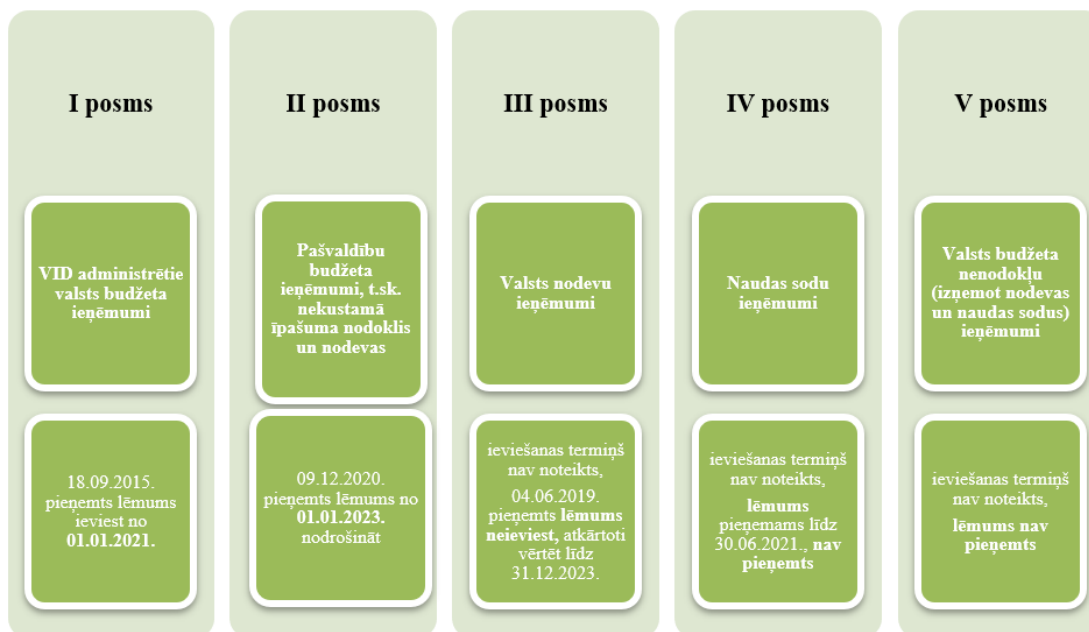 I posms
II posms
III posms
IV posms
V posms
VID administrētie
valsts budžeta
ieņēmumi
Pašvaldību
budžeta
ieņēmumi, t.sk.
nekustamā
īpašuma nodoklis
un nodevas
Valsts nodevu
ieņēmumi
Naudas sodu
ieņēmumi
Valsts budžeta
nenodokļu
(izņemot nodevas
un naudas sodus)
ieņēmumi
18.09.2015.
pieņemts lēmums
ieviest no
01.01.2021.
09.12.2020.
pieņemts lēmums no
01.01.2023.
nodrošināt
ieviešanas termiņš
nav noteikts,
04.06.2019.
pieņemts lēmums
neieviest, atkārtoti
vērtēt līdz
31.12.2023.
ieviešanas termiņš
nav noteikts,
lēmums
pieņemams līdz
30.06.2021., nav
pieņemts
ieviešanas termiņš
nav noteikts,
lēmums nav
pieņemts